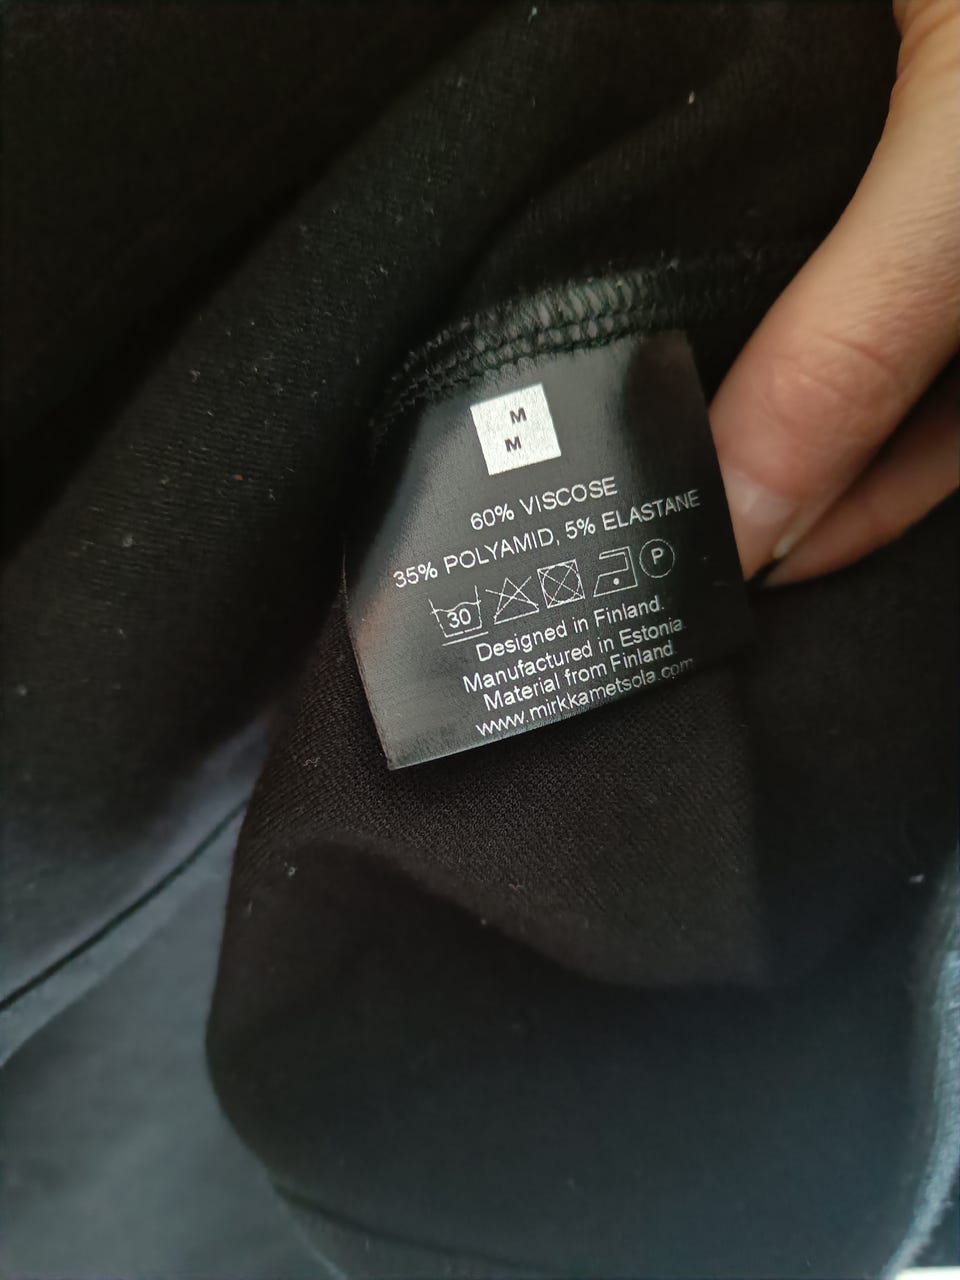 M
M
60% VISCOSE
35% POLYAMID, 5% ELASTANE
30 P
Designed in Finland.
Manufactured in Estonia.
Material from Finland.
www.mirkkametsola.com